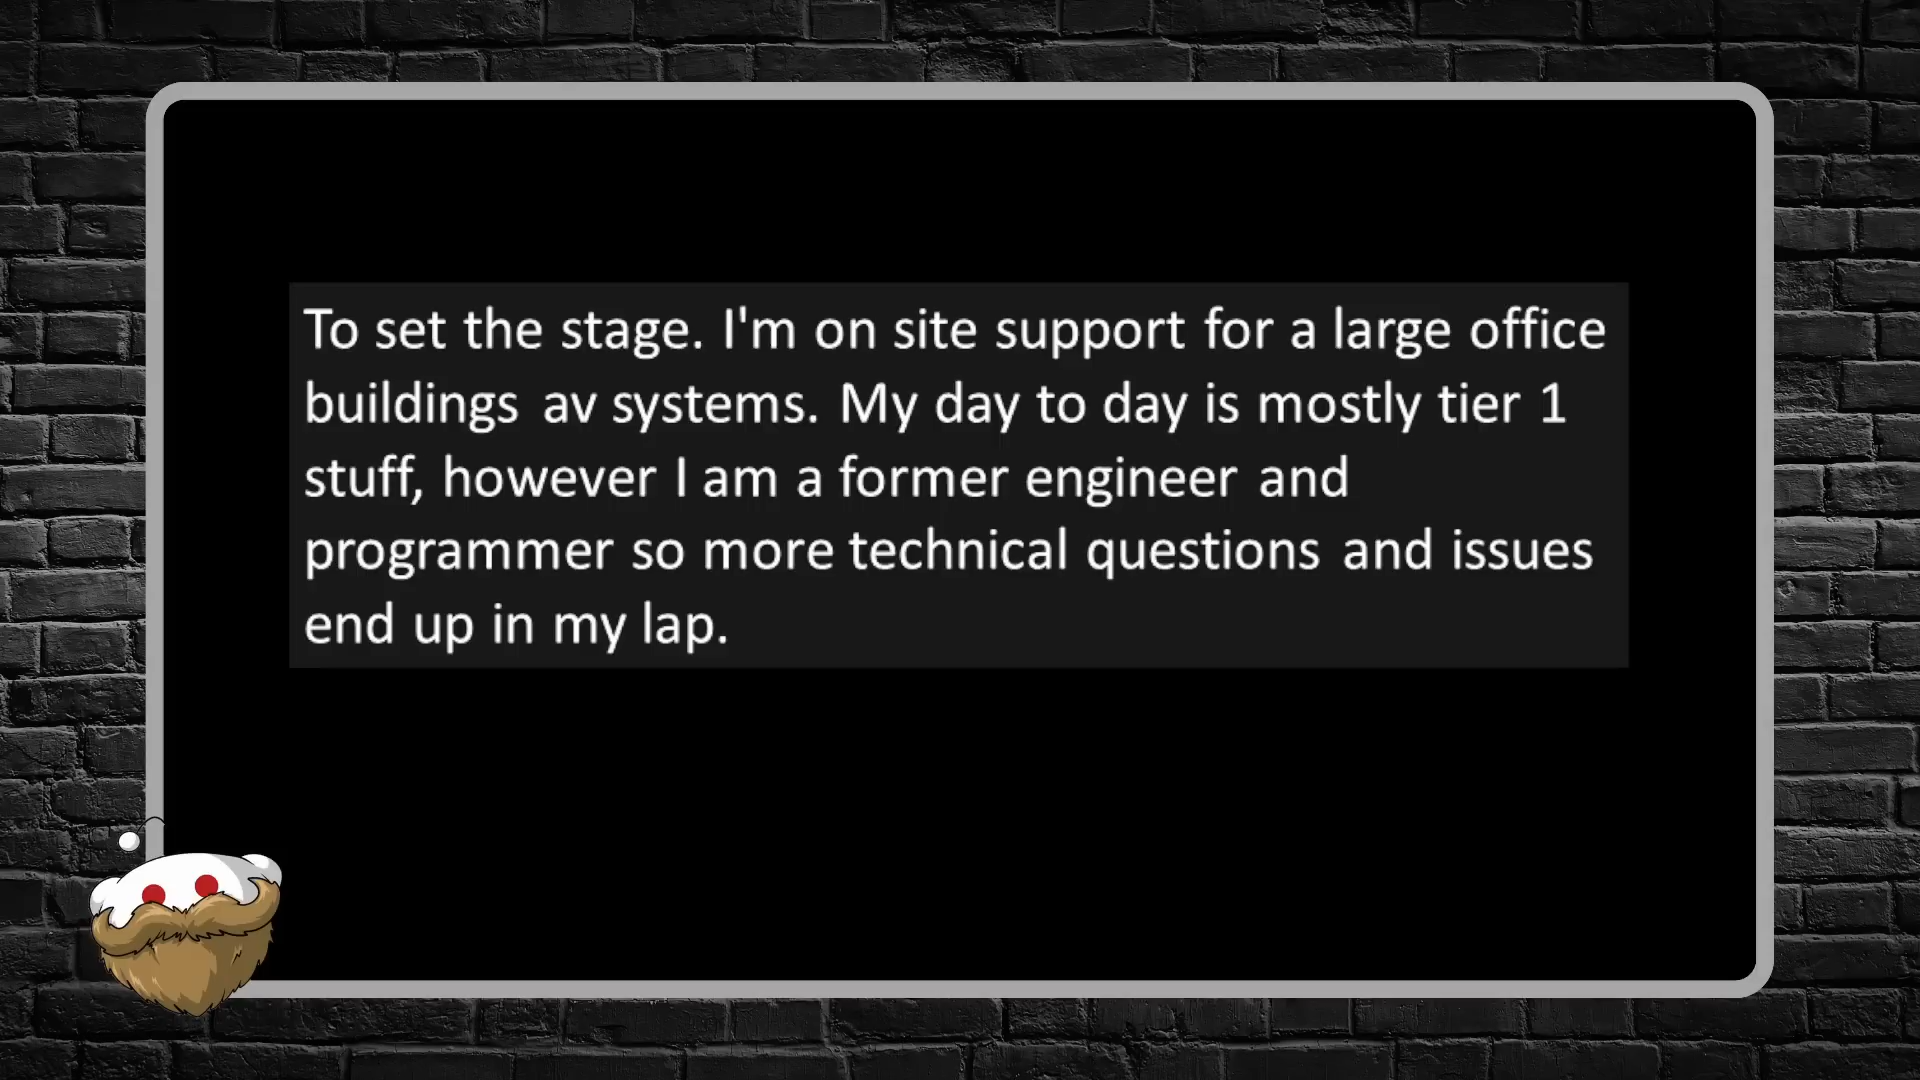 To set the stage. I'm on site support for a large office
buildings av systems. My day to day is mostly tier 1
stuff, however I am a former engineer and
programmer so more technical questions and issues
end up in my lap.